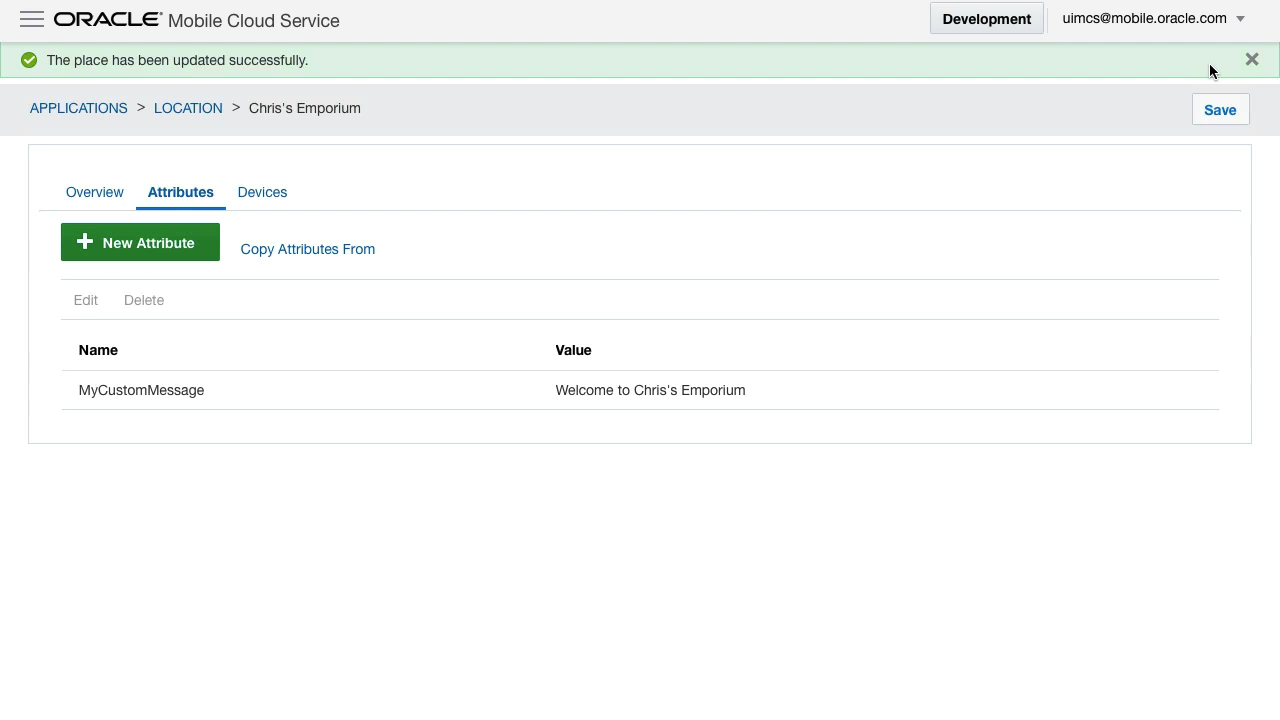 ORACLE Mobile Cloud Service
Development
uimcs@mobile.oracle.com
The place has been updated successfully.
APPLICATIONS > LOCATION > Chris's Emporium
Save
Overview Attributes Devices
New Attribute
Copy Attributes From
Edit Delete
Name Value
MyCustomMessage Welcome to Chris's Emporium